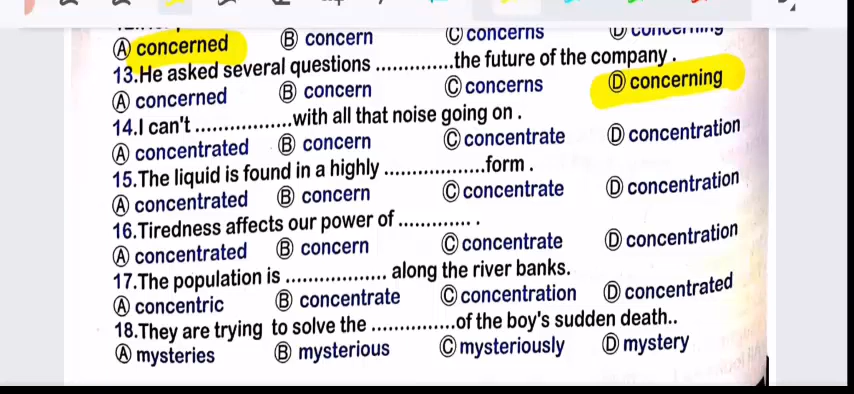 Ⓐ concerned Ⓑ concern Ⓒ concerns Ⓓ concerning
13.He asked several questions ..............the future of the company .
Ⓐ concerned Ⓑ concern Ⓒ concerns Ⓓ concerning
14.I can't .................with all that noise going on .
Ⓐ concentrated Ⓑ concern Ⓒ concentrate Ⓓ concentration
15.The liquid is found in a highly ..................form .
Ⓐ concentrated Ⓑ concern Ⓒ concentrate Ⓓ concentration
16.Tiredness affects our power of ............. .
Ⓐ concentrated Ⓑ concern Ⓒ concentrate Ⓓ concentration
17.The population is .................. along the river banks.
Ⓐ concentric Ⓑ concentrate Ⓒ concentration Ⓓ concentrated
18.They are trying to solve the ...............of the boy's sudden death..
Ⓐ mysteries Ⓑ mysterious Ⓒ mysteriously Ⓓ mystery